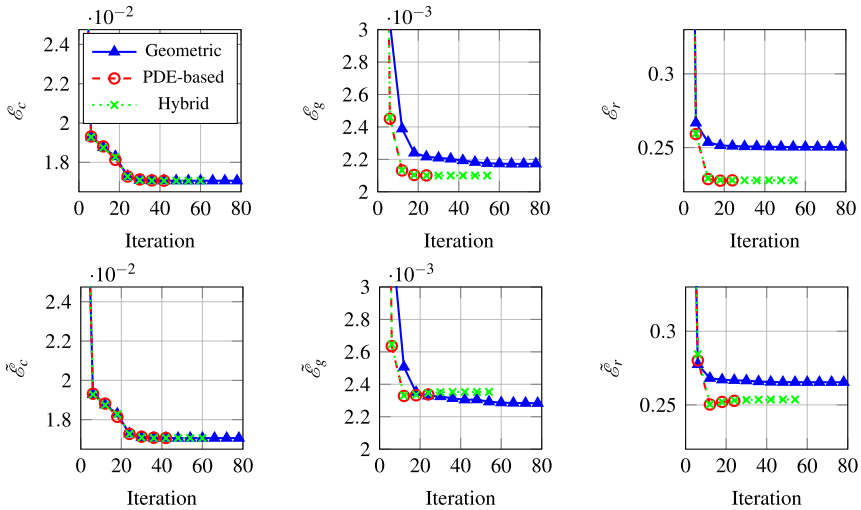 ·10⁻²
2.4
2.2
2
1.8
0 20 40 60 80
Iteration
ℰc
Geometric
PDE-based
Hybrid
·10⁻³
3
2.8
2.6
2.4
2.2
2
0 20 40 60 80
Iteration
ℰg
0.3
0.25
0 20 40 60 80
Iteration
ℰr
·10⁻²
2.4
2.2
2
1.8
0 20 40 60 80
Iteration
ℰ̃c
·10⁻³
3
2.8
2.6
2.4
2.2
2
0 20 40 60 80
Iteration
ℰ̃g
0.3
0.25
0 20 40 60 80
Iteration
ℰ̃r